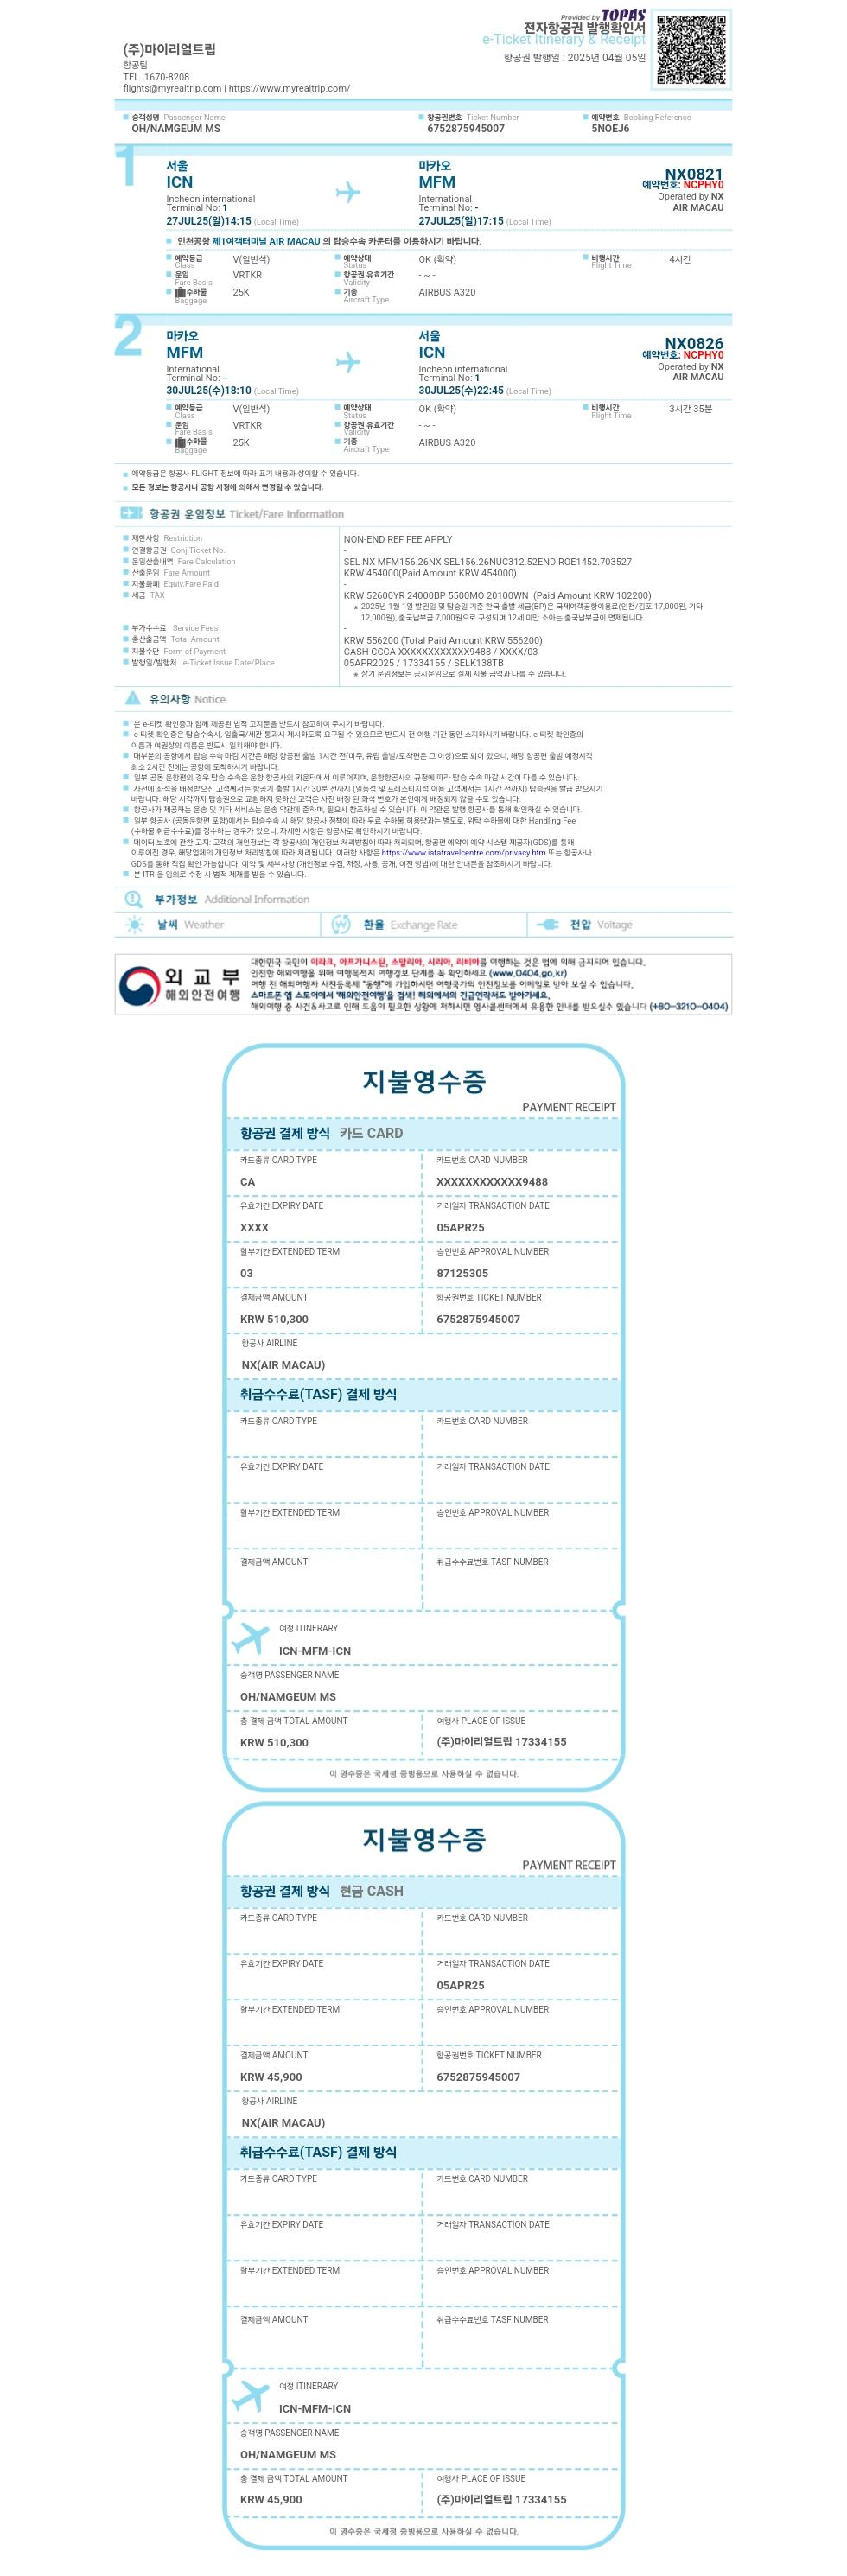 Provided by TOPAS
전자항공권 발행확인서
e-Ticket Itinerary & Receipt
항공권 발행일 : 2025년 04월 05일
(주)마이리얼트립
항공팀
TEL. 1670-8208
flights@myrealtrip.com | https://www.myrealtrip.com/
승객성명 Passenger Name 항공권번호 Ticket Number 예약번호 Booking Reference
OH/NAMGEUM MS 6752875945007 5NOEJ6
1
서울 마카오
ICN MFM NX0821
예약번호: NCPHY0
Incheon international International Operated by NX
Terminal No: 1 Terminal No: - AIR MACAU
27JUL25(일)14:15 (Local Time) 27JUL25(일)17:15 (Local Time)
인천공항 제1여객터미널 AIR MACAU 의 탑승수속 카운터를 이용하시기 바랍니다.
예약등급 Class V(일반석) 예약상태 Status OK (확약) 비행시간 Flight Time 4시간
운임 Fare Basis VRTKR 항공권 유효기간 Validity - ~ -
수하물 Baggage 25K 기종 Aircraft Type AIRBUS A320
2
마카오 서울
MFM ICN NX0826
예약번호: NCPHY0
International Incheon international Operated by NX
Terminal No: - Terminal No: 1 AIR MACAU
30JUL25(수)18:10 (Local Time) 30JUL25(수)22:45 (Local Time)
예약등급 Class V(일반석) 예약상태 Status OK (확약) 비행시간 Flight Time 3시간 35분
운임 Fare Basis VRTKR 항공권 유효기간 Validity - ~ -
수하물 Baggage 25K 기종 Aircraft Type AIRBUS A320
예약등급은 항공사 FLIGHT 정보에 따라 표기 내용과 상이할 수 있습니다.
모든 정보는 항공사나 공항 사정에 의해서 변경될 수 있습니다.
항공권 운임정보 Ticket/Fare Information
제한사항 Restriction NON-END REF FEE APPLY
연결항공권 Conj.Ticket No. -
운임산출내역 Fare Calculation SEL NX MFM156.26NX SEL156.26NUC312.52END ROE1452.703527
산출운임 Fare Amount KRW 454000(Paid Amount KRW 454000)
지불화폐 Equiv.Fare Paid -
세금 TAX KRW 52600YR 24000BP 5500MO 20100WN (Paid Amount KRW 102200)
* 2025년 1월 1일 발권일 및 탑승일 기준 한국 출발 세금(BP)은 국제여객공항이용료(인천/김포 17,000원, 기타
12,000원), 출국납부금 7,000원으로 구성되며 12세 미만 소아는 출국납부금이 면제됩니다.
부가수수료 Service Fees -
총산출금액 Total Amount KRW 556200 (Total Paid Amount KRW 556200)
지불수단 Form of Payment CASH CCCA XXXXXXXXXXXX9488 / XXXX/03
발행일/발행처 e-Ticket Issue Date/Place 05APR2025 / 17334155 / SELK138TB
* 상기 운임정보는 공시운임으로 실제 지불 금액과 다를 수 있습니다.
유의사항 Notice
본 e-티켓 확인증과 함께 제공된 법적 고지문을 반드시 참고하여 주시기 바랍니다.
e-티켓 확인증은 탑승수속시, 입출국/세관 통과시 제시하도록 요구될 수 있으므로 반드시 전 여행 기간 동안 소지하시기 바랍니다. e-티켓 확인증의
이름과 여권상의 이름은 반드시 일치해야 합니다.
대부분의 공항에서 탑승 수속 마감 시간은 해당 항공편 출발 1시간 전(미주, 유럽 출발/도착편은 그 이상)으로 되어 있으니, 해당 항공편 출발 예정시각
최소 2시간 전에는 공항에 도착하시기 바랍니다.
일부 공동 운항편의 경우 탑승 수속은 운항 항공사의 카운터에서 이루어지며, 운항항공사의 규정에 따라 탑승 수속 마감 시간이 다를 수 있습니다.
사전에 좌석을 배정받으신 고객께서는 항공기 출발 1시간 30분 전까지 (일등석 및 프레스티지석 이용 고객께서는 1시간 전까지) 탑승권을 발급 받으시기
바랍니다. 해당 시각까지 탑승권으로 교환하지 못하신 고객은 사전 배정 된 좌석 번호가 본인에게 배정되지 않을 수도 있습니다.
항공사가 제공하는 운송 및 기타 서비스는 운송 약관에 준하며, 필요시 참조하실 수 있습니다. 이 약관은 발행 항공사를 통해 확인하실 수 있습니다.
일부 항공사 (공동운항편 포함)에서는 탑승수속 시 해당 항공사 정책에 따라 무료 수하물 허용량과는 별도로, 위탁 수하물에 대한 Handling Fee
(수하물 취급수수료)를 징수하는 경우가 있으니, 자세한 사항은 항공사로 확인하시기 바랍니다.
데이터 보호에 관한 고지: 고객의 개인정보는 각 항공사의 개인정보 처리방침에 따라 처리되며, 항공편 예약이 예약 시스템 제공자(GDS)를 통해
이루어진 경우, 해당업체의 개인정보 처리방침에 따라 처리됩니다. 이러한 사항은 https://www.iatatravelcentre.com/privacy.htm 또는 항공사나
GDS를 통해 직접 확인 가능합니다. 예약 및 세부사항 (개인정보 수집, 저장, 사용, 공개, 이전 방법)에 대한 안내문을 참조하시기 바랍니다.
본 ITR 을 임의로 수정 시 법적 제재를 받을 수 있습니다.
부가정보 Additional Information
날씨 Weather 환율 Exchange Rate 전압 Voltage
외교부
해외안전여행
대한민국 국민이 이라크, 아프가니스탄, 소말리아, 시리아, 리비아를 여행하는 것은 법에 의해 금지되어 있습니다.
안전한 해외여행을 위해 여행목적지 여행경보 단계를 꼭 확인하세요 (www.0404.go.kr)
여행 전 해외여행자 사전등록제 "동행"에 가입하시면 여행국가의 안전정보를 이메일로 받아 보실 수 있습니다.
스마트폰 앱 스토어에서 '해외안전여행'을 검색! 해외에서의 긴급연락처도 받아가세요.
해외여행 중 사건&사고로 인해 도움이 필요한 상황에 처하시면 영사콜센터에서 유용한 안내를 받으실수 있습니다 (+80-3210-0404)
지불영수증
PAYMENT RECEIPT
항공권 결제 방식 카드 CARD
카드종류 CARD TYPE 카드번호 CARD NUMBER
CA XXXXXXXXXXXX9488
유효기간 EXPIRY DATE 거래일자 TRANSACTION DATE
XXXX 05APR25
할부기간 EXTENDED TERM 승인번호 APPROVAL NUMBER
03 87125305
결제금액 AMOUNT 항공권번호 TICKET NUMBER
KRW 510,300 6752875945007
항공사 AIRLINE
NX(AIR MACAU)
취급수수료(TASF) 결제 방식
카드종류 CARD TYPE 카드번호 CARD NUMBER
유효기간 EXPIRY DATE 거래일자 TRANSACTION DATE
할부기간 EXTENDED TERM 승인번호 APPROVAL NUMBER
결제금액 AMOUNT 취급수수료번호 TASF NUMBER
여정 ITINERARY
ICN-MFM-ICN
승객명 PASSENGER NAME
OH/NAMGEUM MS
총 결제 금액 TOTAL AMOUNT 여행사 PLACE OF ISSUE
KRW 510,300 (주)마이리얼트립 17334155
이 영수증은 국세청 증빙용으로 사용하실 수 없습니다.
지불영수증
PAYMENT RECEIPT
항공권 결제 방식 현금 CASH
카드종류 CARD TYPE 카드번호 CARD NUMBER
유효기간 EXPIRY DATE 거래일자 TRANSACTION DATE
05APR25
할부기간 EXTENDED TERM 승인번호 APPROVAL NUMBER
결제금액 AMOUNT 항공권번호 TICKET NUMBER
KRW 45,900 6752875945007
항공사 AIRLINE
NX(AIR MACAU)
취급수수료(TASF) 결제 방식
카드종류 CARD TYPE 카드번호 CARD NUMBER
유효기간 EXPIRY DATE 거래일자 TRANSACTION DATE
할부기간 EXTENDED TERM 승인번호 APPROVAL NUMBER
결제금액 AMOUNT 취급수수료번호 TASF NUMBER
여정 ITINERARY
ICN-MFM-ICN
승객명 PASSENGER NAME
OH/NAMGEUM MS
총 결제 금액 TOTAL AMOUNT 여행사 PLACE OF ISSUE
KRW 45,900 (주)마이리얼트립 17334155
이 영수증은 국세청 증빙용으로 사용하실 수 없습니다.